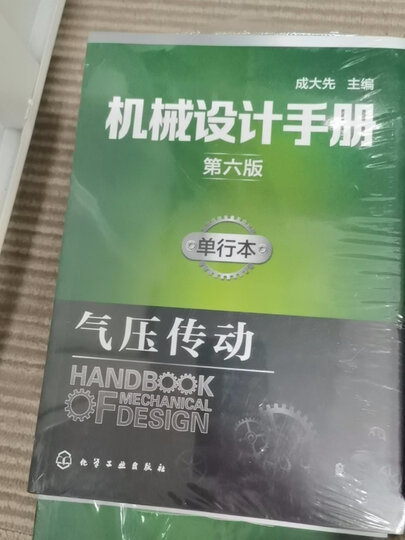 成大先 主编
机械设计手册
第六版
单行本
气压传动
HANDBOOK
OF MECHANICAL
DESIGN
化学工业出版社